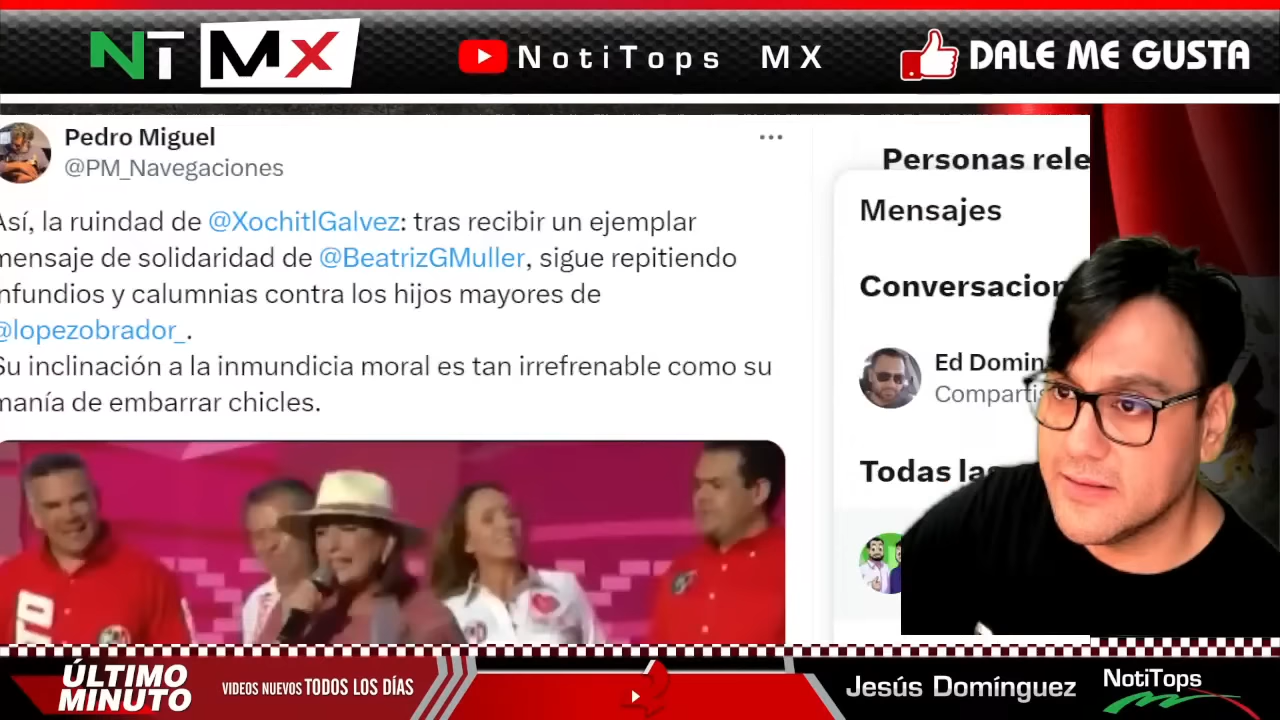 NT MX
NotiTops MX
DALE ME GUSTA
Pedro Miguel
@PM_Navegaciones
Personas rele
Mensajes
Así, la ruindad de @XochitlGalvez: tras recibir un ejemplar
mensaje de solidaridad de @BeatrizGMuller, sigue repitiendo
infundios y calumnias contra los hijos mayores de
@lopezobrador_.
Su inclinación a la inmundicia moral es tan irrefrenable como su
manía de embarrar chicles.
Conversacion
Ed Domin
Compartis
Todas las
ÚLTIMO
MINUTO
VIDEOS NUEVOS TODOS LOS DÍAS
Jesús Domínguez
NotiTops